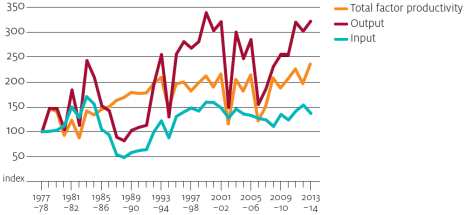 350
300
250
200
150
100
50
index
Total factor productivity
Output
Input
1977 1981 1985 1989 1993 1997 2001 2005 2009 2013
–78 –82 –86 –90 –94 –98 –02 –06 –10 –14